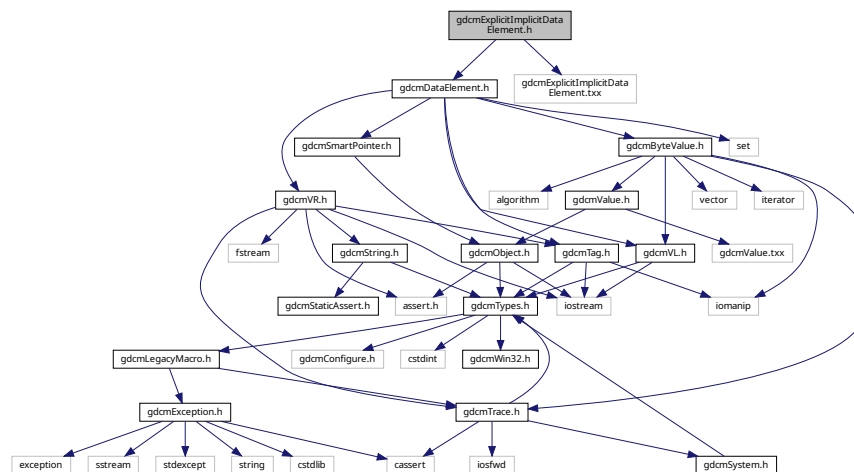 gdcmExplicitImplicitData
Element.h
gdcmDataElement.h
gdcmExplicitImplicitData
Element.txx
gdcmSmartPointer.h
gdcmByteValue.h
set
gdcmVR.h
algorithm
gdcmValue.h
vector
iterator
fstream
gdcmString.h
gdcmObject.h
gdcmTag.h
gdcmVL.h
gdcmValue.txx
gdcmStaticAssert.h
assert.h
gdcmTypes.h
iostream
iomanip
gdcmLegacyMacro.h
gdcmConfigure.h
cstdint
gdcmWin32.h
gdcmException.h
gdcmTrace.h
exception
sstream
stdexcept
string
cstdlib
cassert
iosfwd
gdcmSystem.h